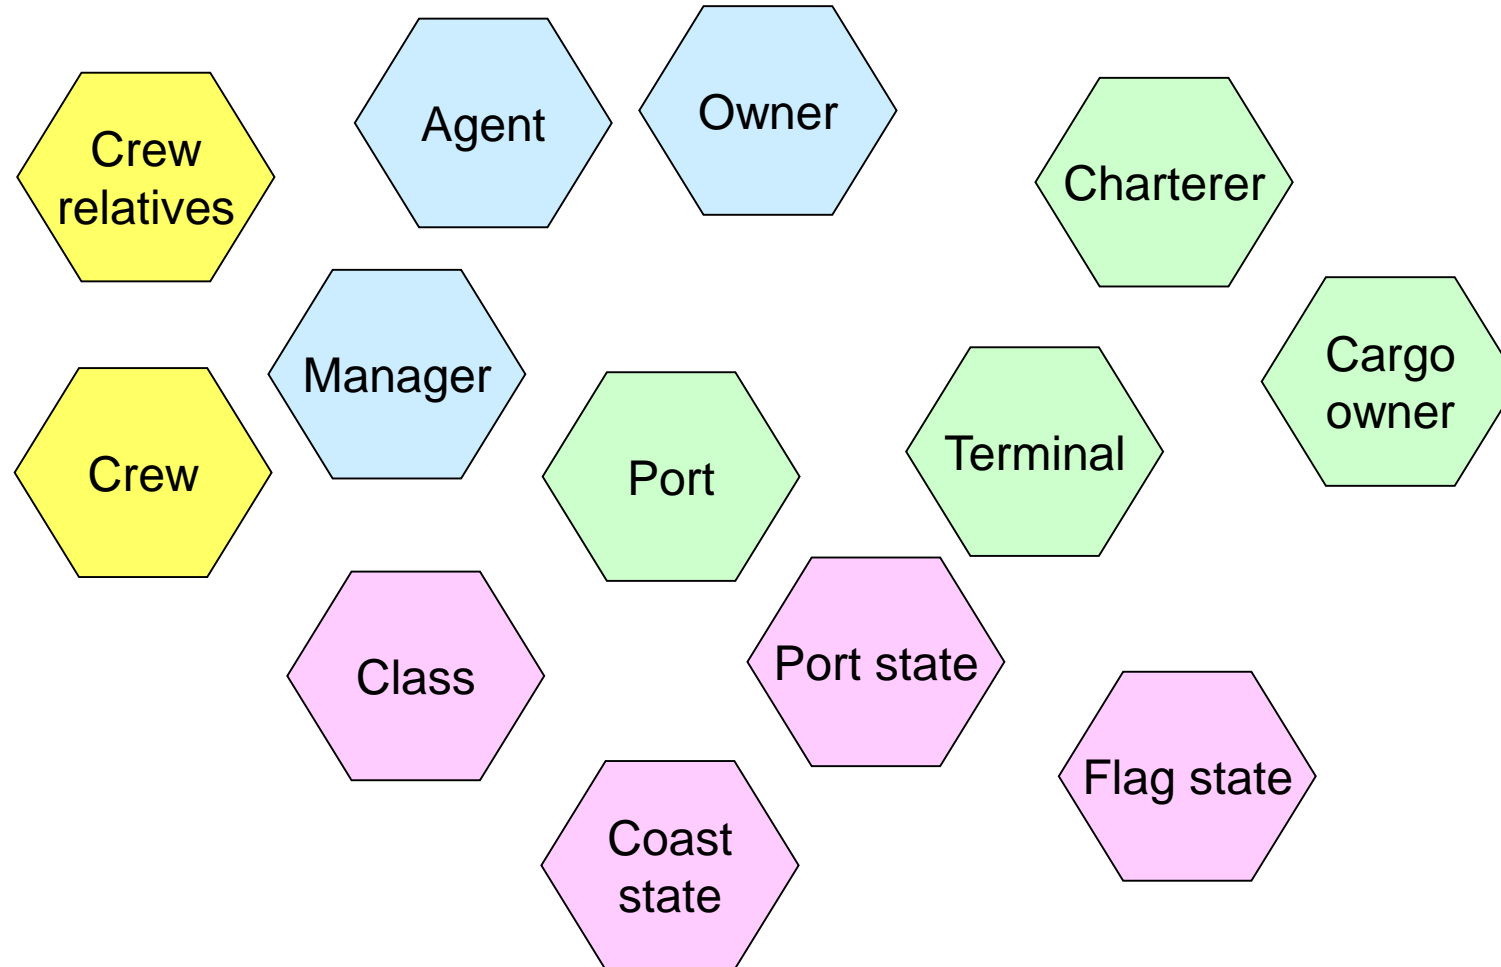 Crew
relatives
Agent
Owner
Charterer
Manager
Cargo
owner
Crew
Port
Terminal
Class
Port state
Flag state
Coast
state